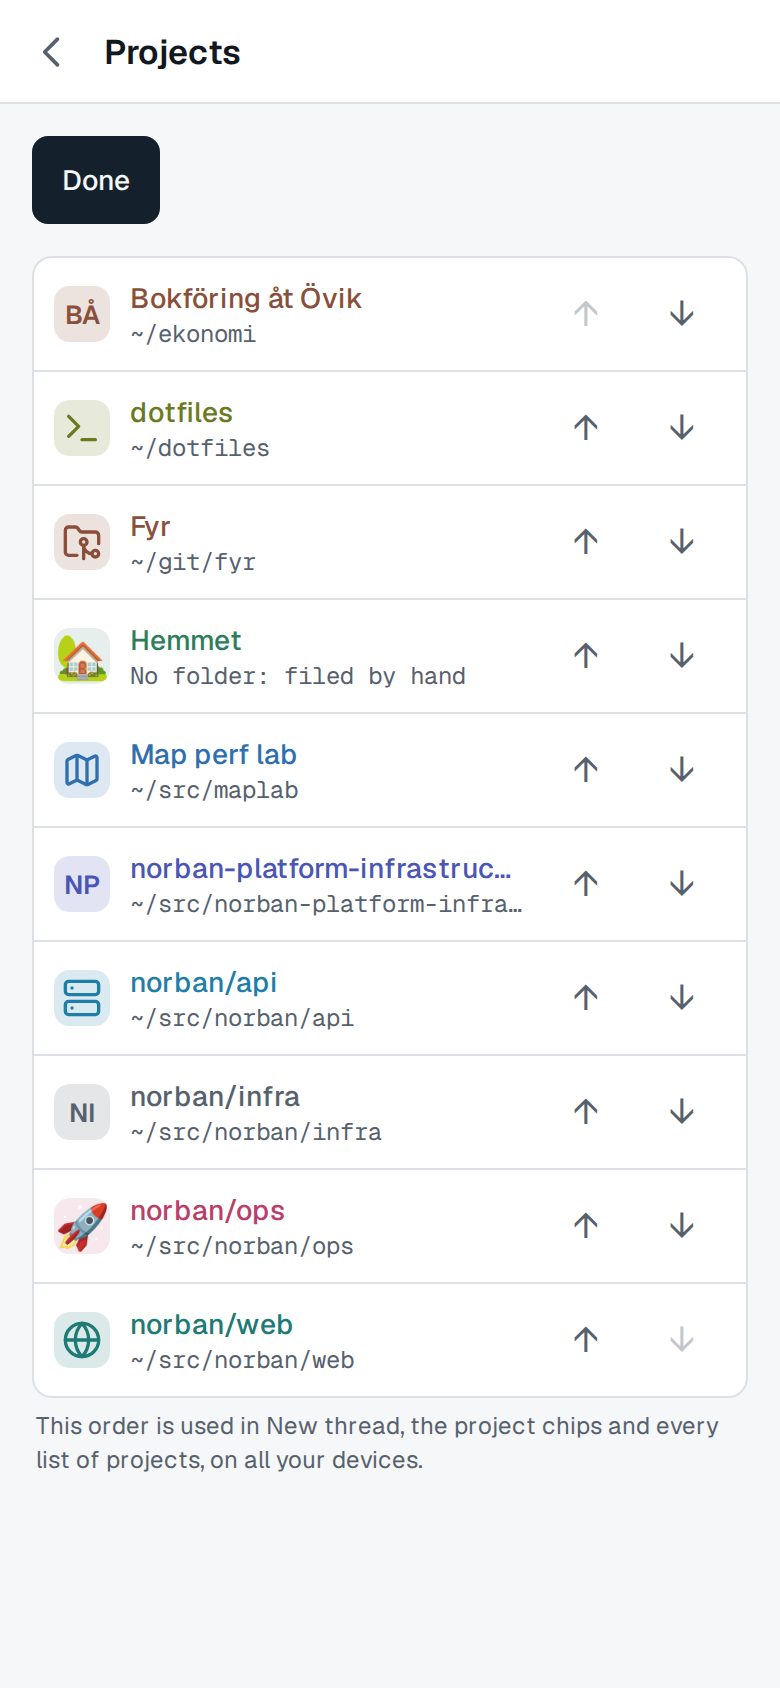 Projects
Done
BÅ
Bokföring åt Övik
~/ekonomi
dotfiles
~/dotfiles
Fyr
~/git/fyr
Hemmet
No folder: filed by hand
Map perf lab
~/src/maplab
NP
norban-platform-infrastruc…
~/src/norban-platform-infra…
norban/api
~/src/norban/api
NI
norban/infra
~/src/norban/infra
norban/ops
~/src/norban/ops
norban/web
~/src/norban/web
This order is used in New thread, the project chips and every
list of projects, on all your devices.